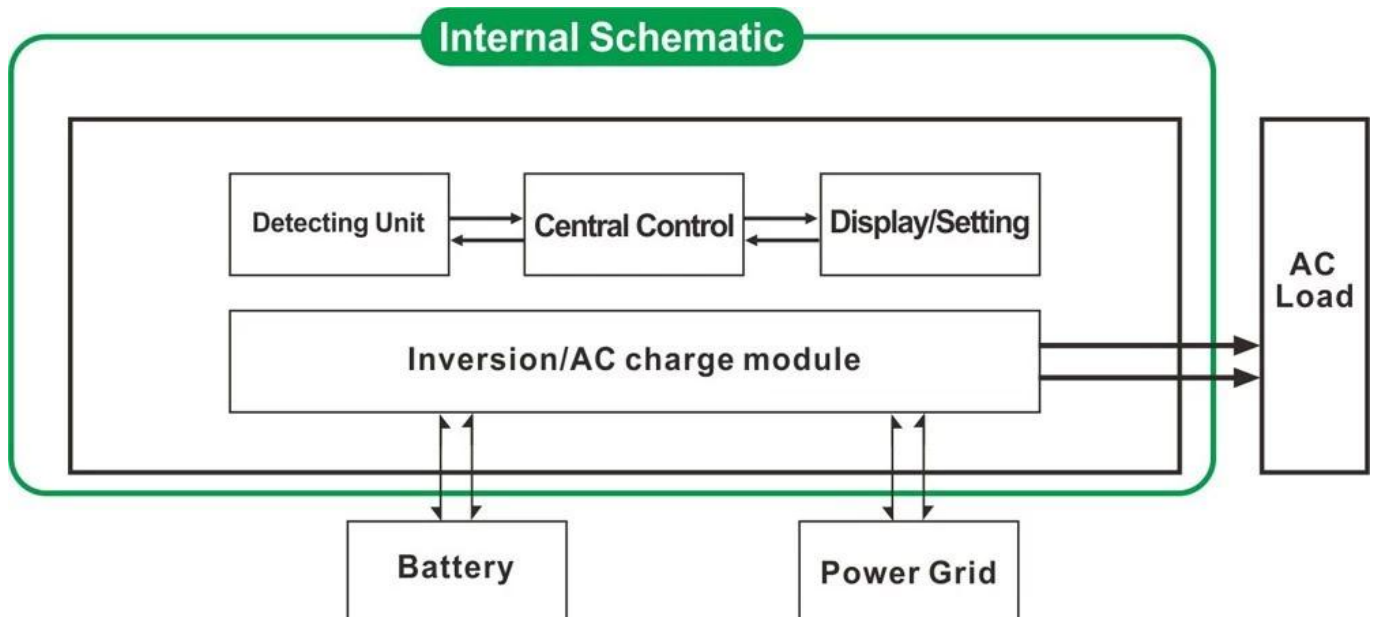 Internal Schematic
Detecting Unit
Central Control
Display/Setting
AC
Load
Inversion/AC charge module
Battery
Power Grid